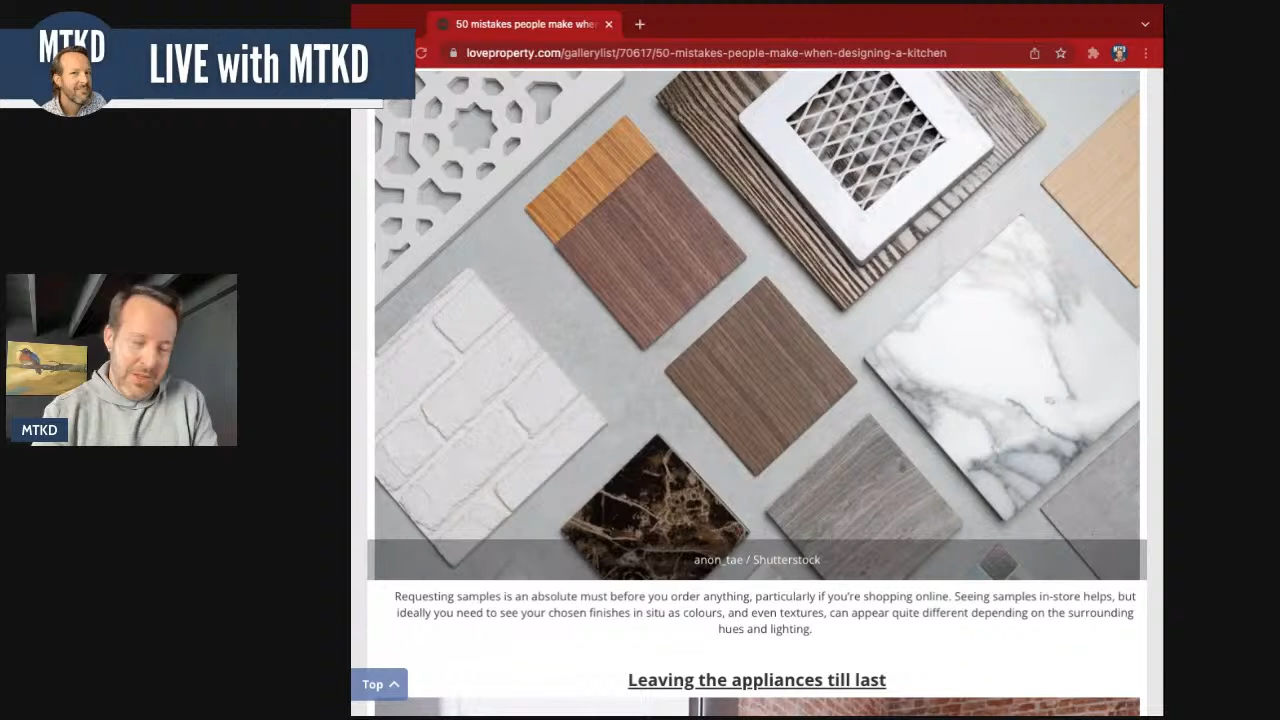 MTKD
LIVE with MTKD
50 mistakes people make whe
loveproperty.com/gallerylist/70617/50-mistakes-people-make-when-designing-a-kitchen
MTKD
anon_tae / Shutterstock
Requesting samples is an absolute must before you order anything, particularly if you're shopping online. Seeing samples in-store helps, but
ideally you need to see your chosen finishes in situ as colours, and even textures, can appear quite different depending on the surrounding
hues and lighting.
Top
Leaving the appliances till last